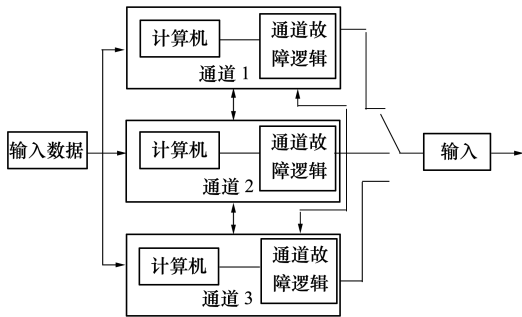 计算机
通道故
障逻辑
通道 1
输入数据
计算机
通道故
障逻辑
通道 2
输入
计算机
通道故
障逻辑
通道 3